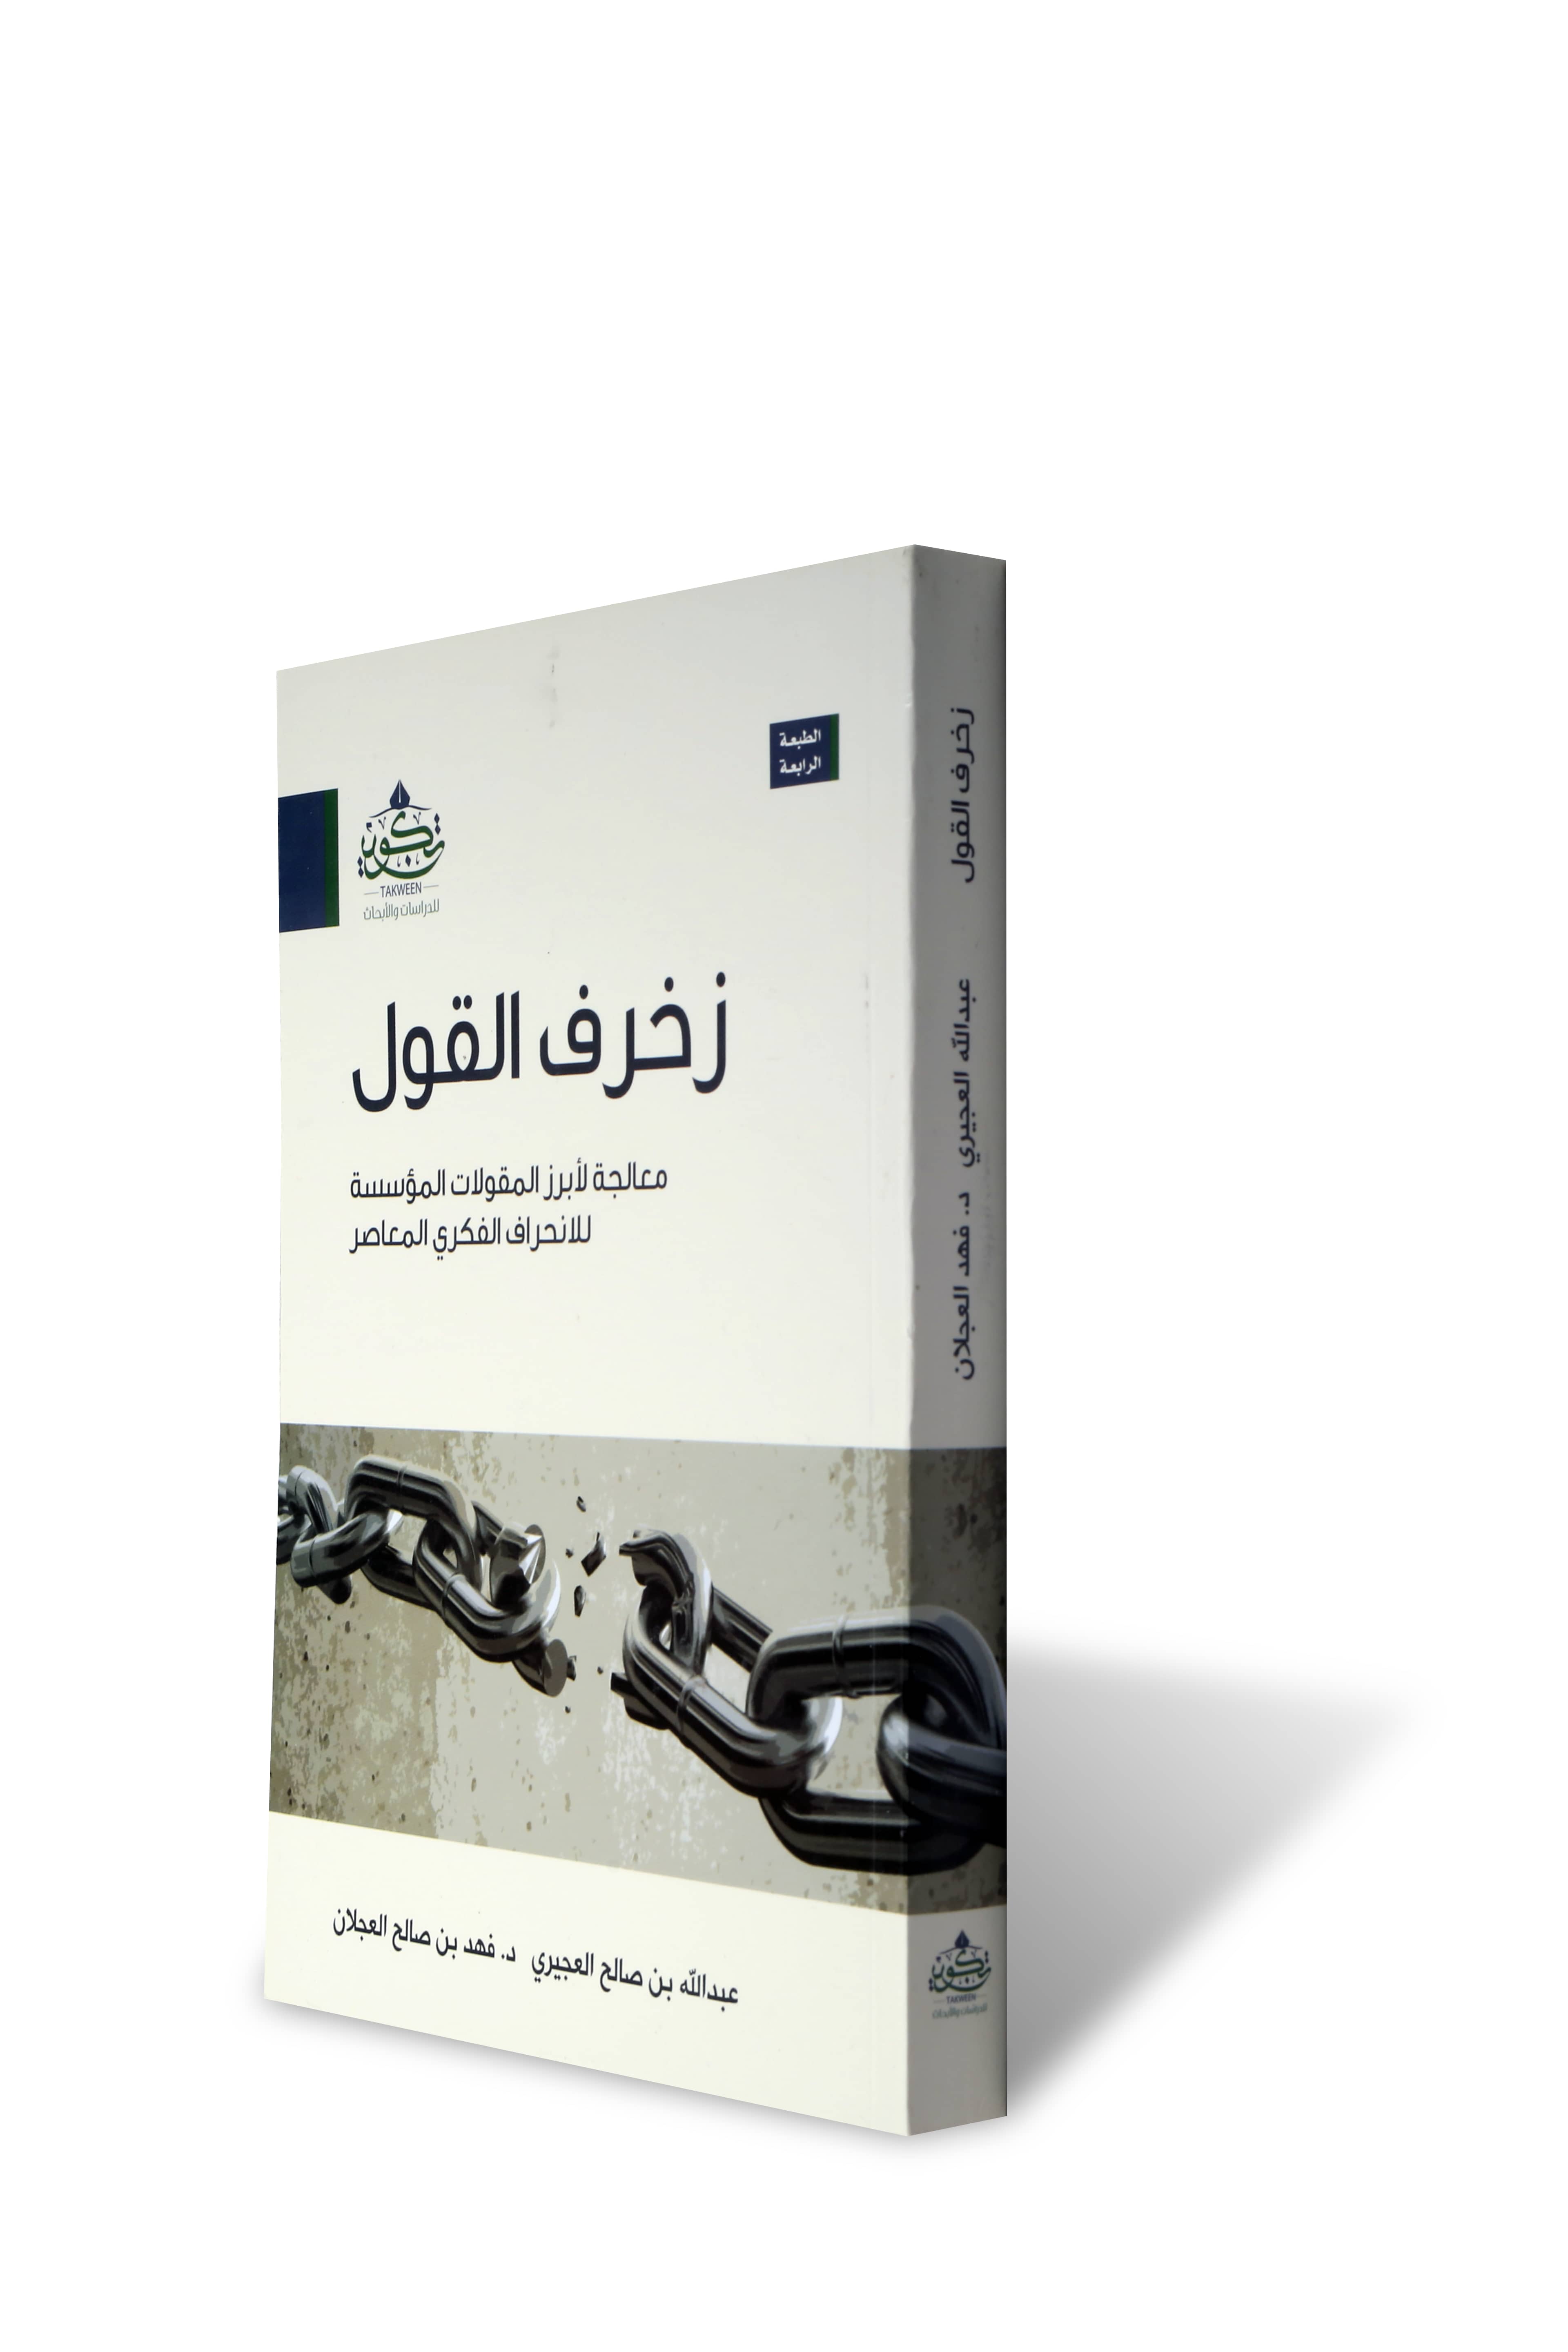 الطبعة
الرابعة
تكوين
TAKWEEN
للدراسات والأبحاث
زخرف القول
معالجة لأبرز المقولات المؤسسة
للانحراف الفكري المعاصر
عبدالله بن صالح العجيري د. فهد بن صالح العجلان
زخرف القول عبدالله العجيري د. فهد العجلان
تكوين
TAKWEEN
للدراسات والأبحاث